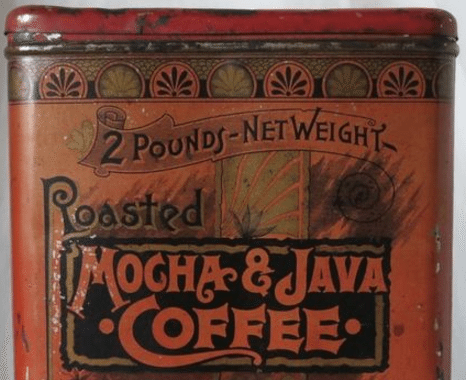 2 POUNDS-NET WEIGHT-
Roasted
MOCHA & JAVA
•COFFEE•